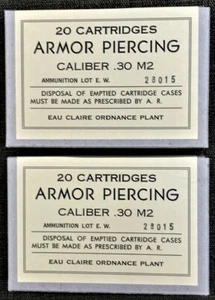 20 CARTRIDGES
ARMOR PIERCING
CALIBER .30 M2
AMMUNITION LOT E. W. 28015
DISPOSAL OF EMPTIED CARTRIDGE CASES
MUST BE MADE AS PRESCRIBED BY A. R.
EAU CLAIRE ORDNANCE PLANT
20 CARTRIDGES
ARMOR PIERCING
CALIBER .30 M2
AMMUNITION LOT E. W. 28015
DISPOSAL OF EMPTIED CARTRIDGE CASES
MUST BE MADE AS PRESCRIBED BY A. R.
EAU CLAIRE ORDNANCE PLANT